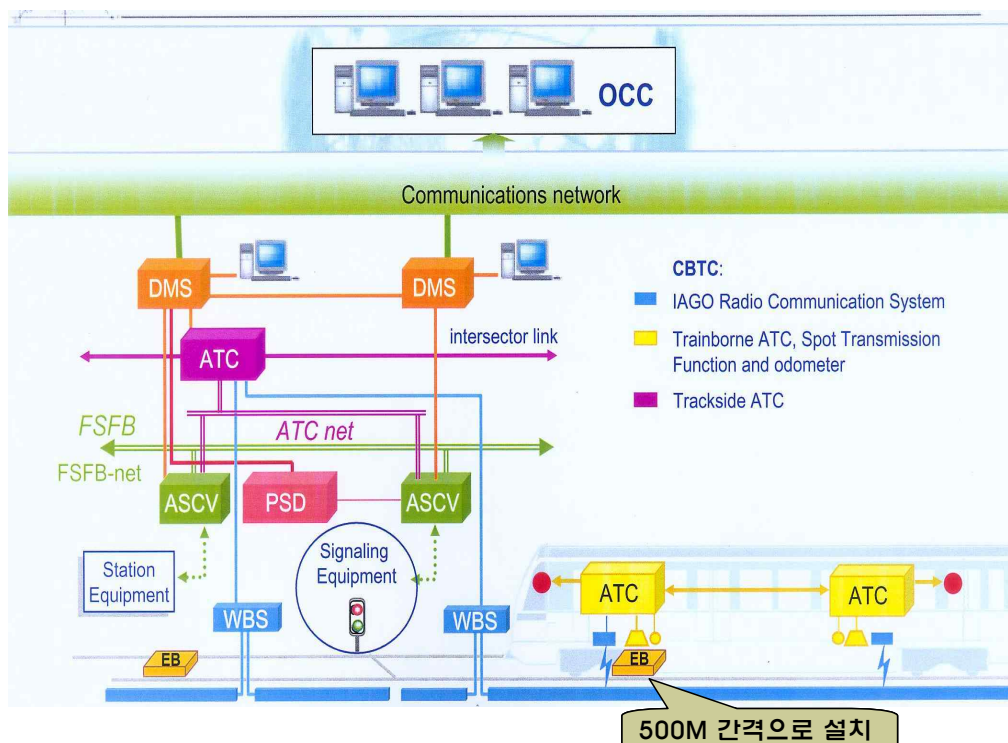 OCC
Communications network
DMS
DMS
CBTC:
IAGO Radio Communication System
Trainborne ATC, Spot Transmission
Function and odometer
Trackside ATC
intersector link
ATC
FSFB
ATC net
FSFB-net
ASCV
PSD
ASCV
Station
Equipment
Signaling
Equipment
WBS
WBS
ATC
ATC
EB
EB
500M 간격으로 설치